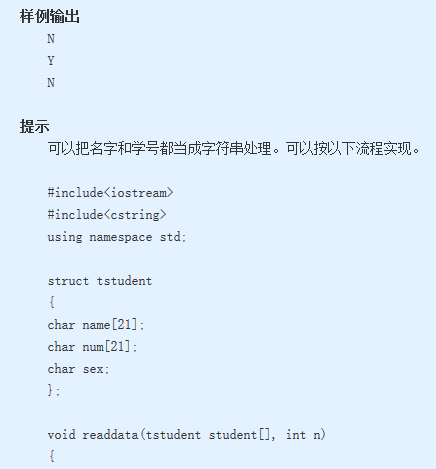 样例输出
N
Y
N
提示
可以把名字和学号都当成字符串处理。可以按以下流程实现。
#include<iostream>
#include<cstring>
using namespace std;
struct tstudent
{
char name[21];
char num[21];
char sex;
};
void readdata(tstudent student[], int n)
{